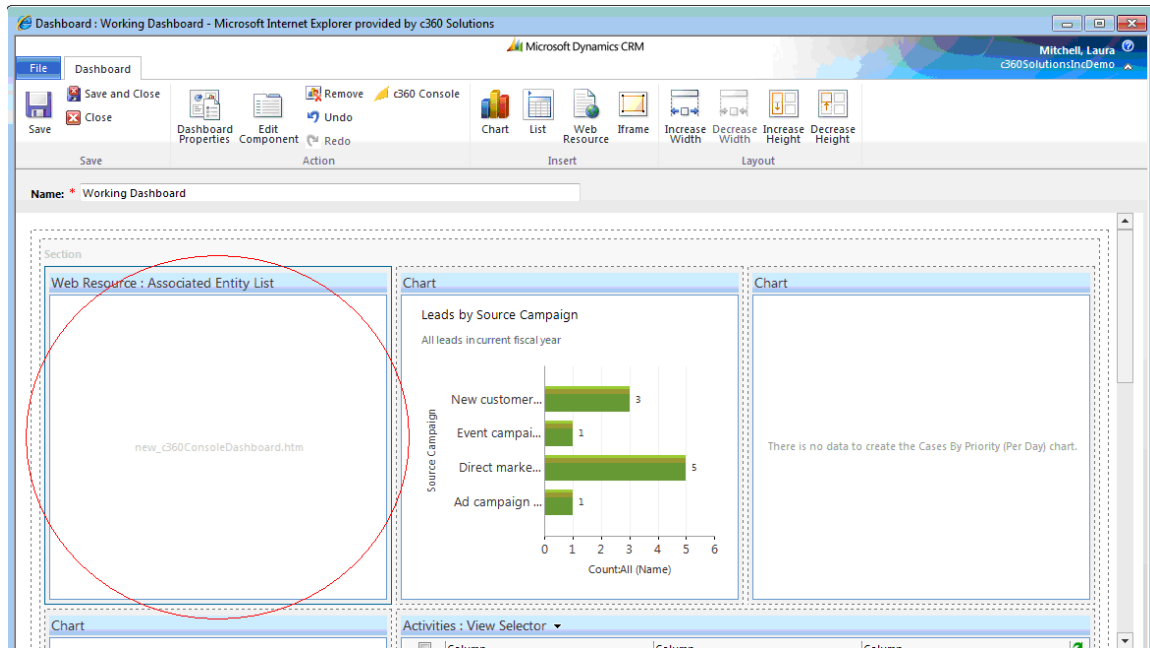 Dashboard : Working Dashboard - Microsoft Internet Explorer provided by c360 Solutions
Microsoft Dynamics CRM
Mitchell, Laura
c360SolutionsIncDemo
File
Dashboard
Save
Save and Close
Close
Save
Dashboard
Properties
Edit
Component
Remove
Undo
Redo
c360 Console
Action
Chart
List
Web
Resource
Iframe
Insert
Increase
Width
Decrease
Width
Increase
Height
Decrease
Height
Layout
Name: * Working Dashboard
Section
Web Resource : Associated Entity List
new_c360ConsoleDashboard.htm
Chart
Leads by Source Campaign
All leads in current fiscal year
Source Campaign
New customer... 3
Event campai... 1
Direct marke... 5
Ad campaign ... 1
0 1 2 3 4 5 6
Count:All (Name)
Chart
There is no data to create the Cases By Priority (Per Day) chart.
Chart
Activities : View Selector
Column Column Column